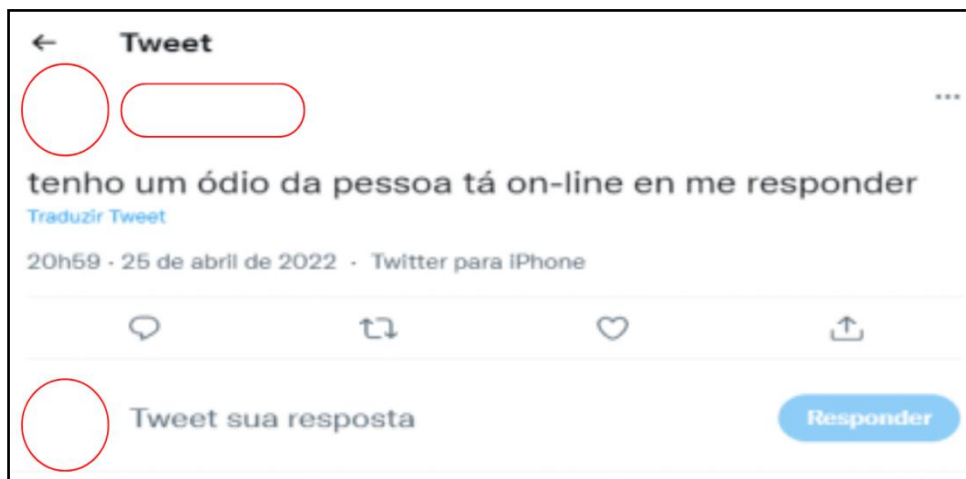 ← Tweet
...
tenho um ódio da pessoa tá on-line en me responder
Traduzir Tweet
20h59 · 25 de abril de 2022 · Twitter para iPhone
Tweet sua resposta
Responder